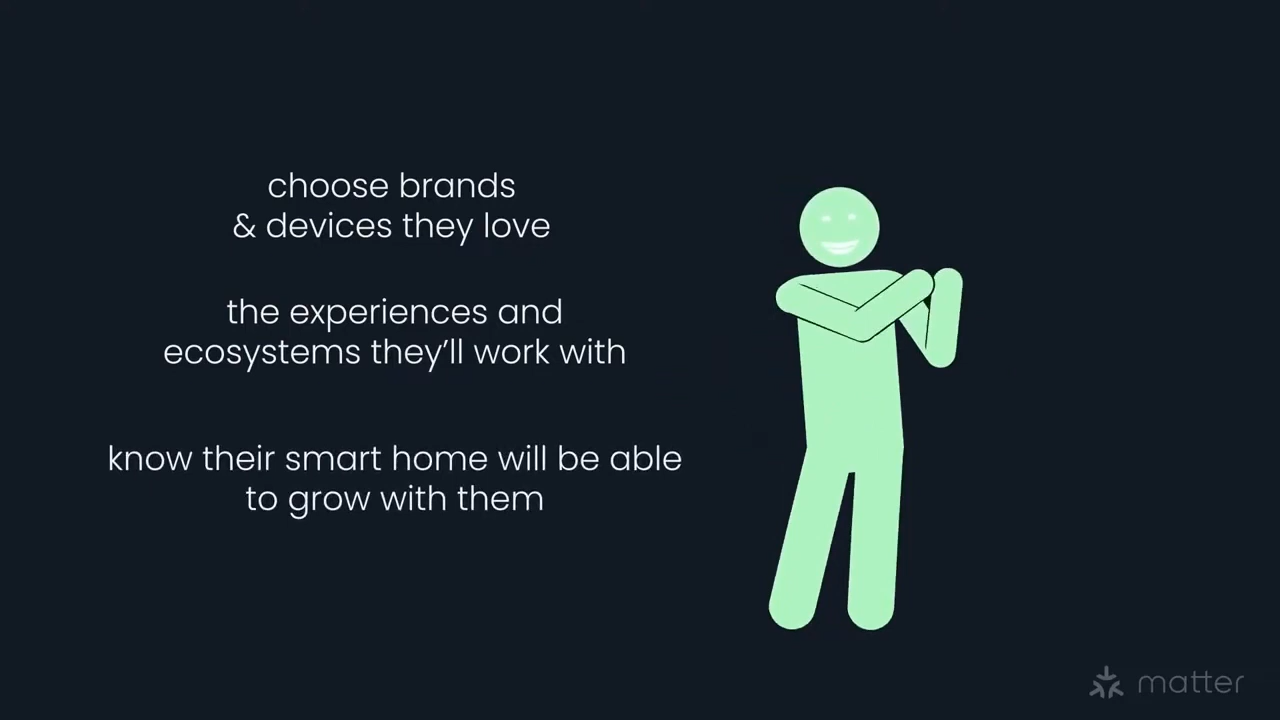 choose brands
& devices they love
the experiences and
ecosystems they’ll work with
know their smart home will be able
to grow with them
matter